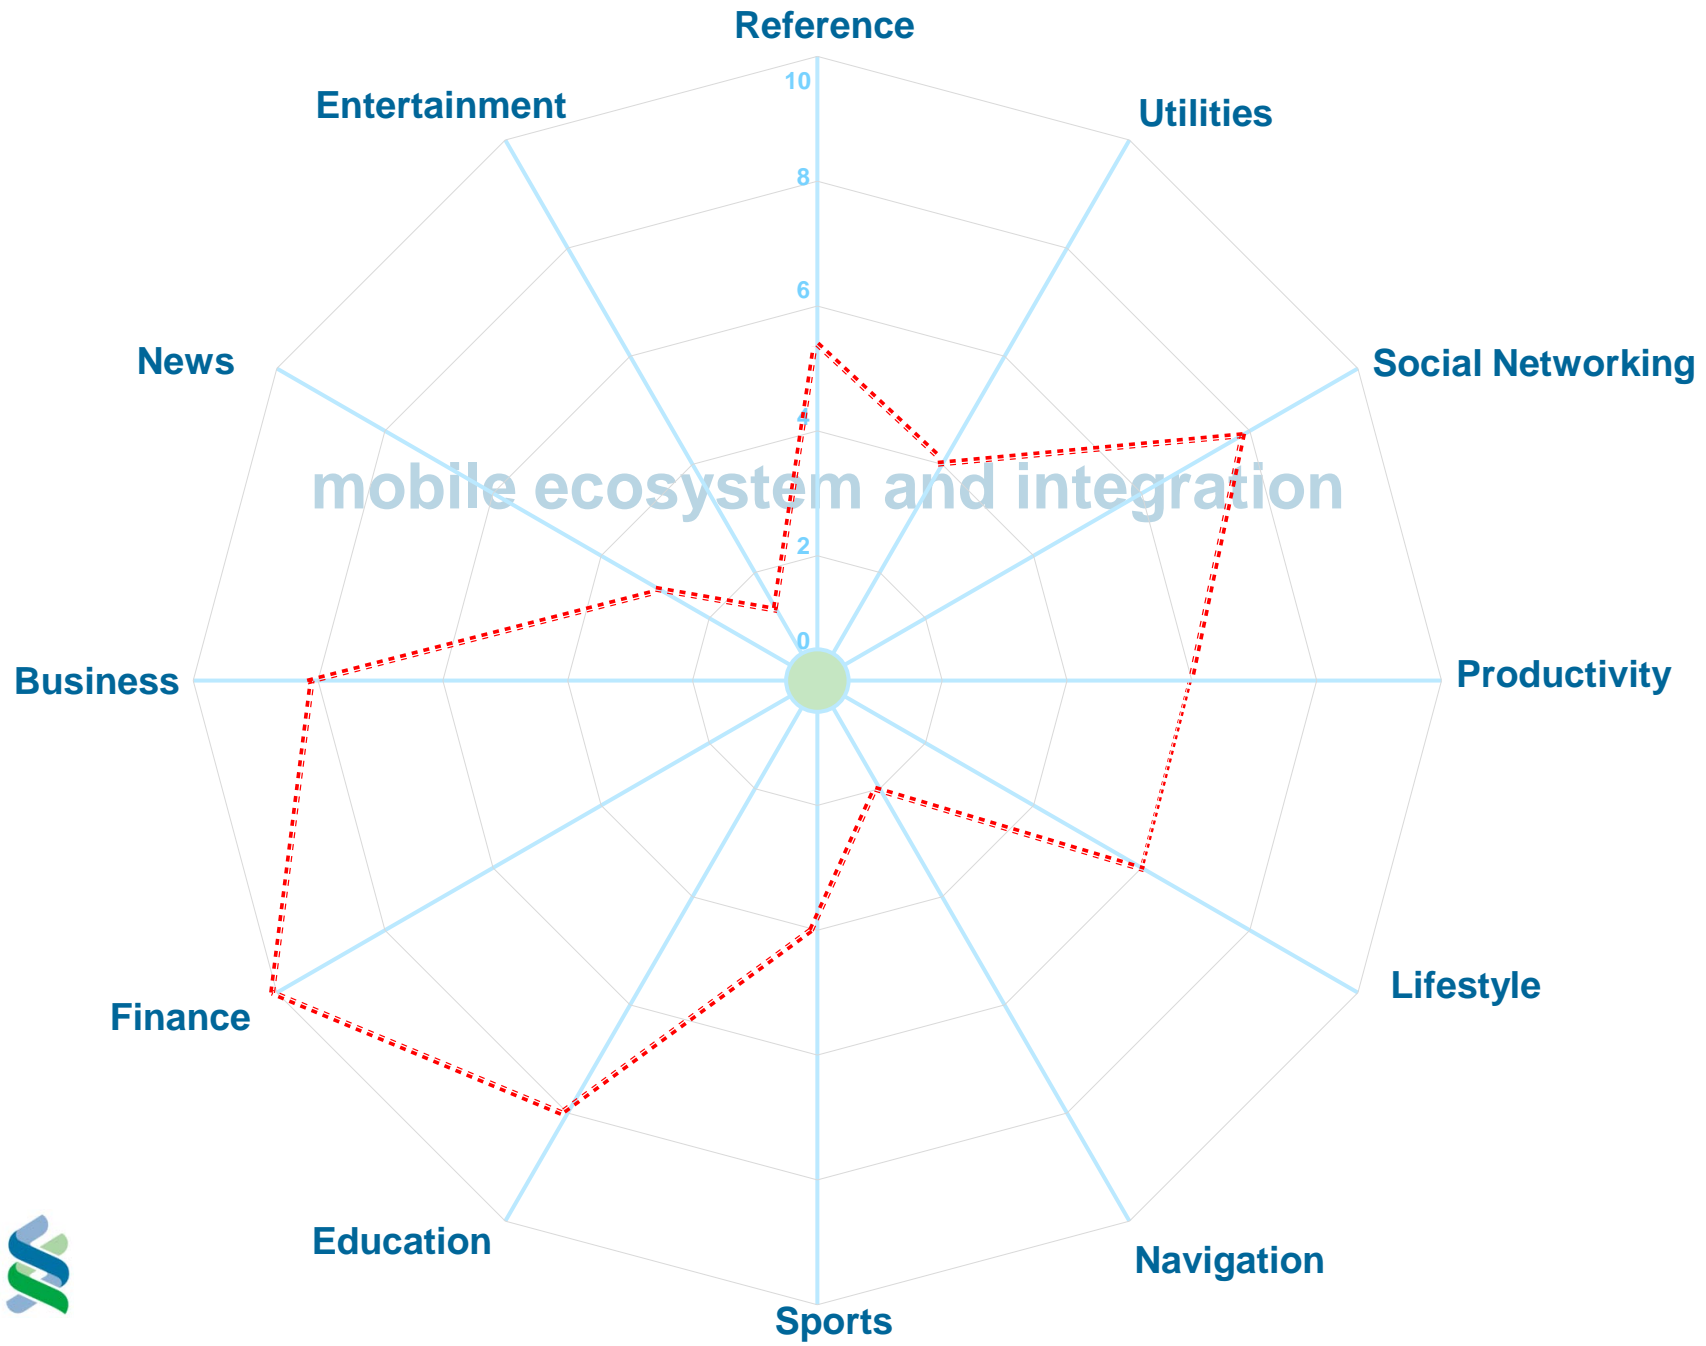 Reference
10
Entertainment
Utilities
8
6
News
Social Networking
4
mobile ecosystem and integration
2
0
Business
Productivity
Finance
Lifestyle
Education
Navigation
Sports